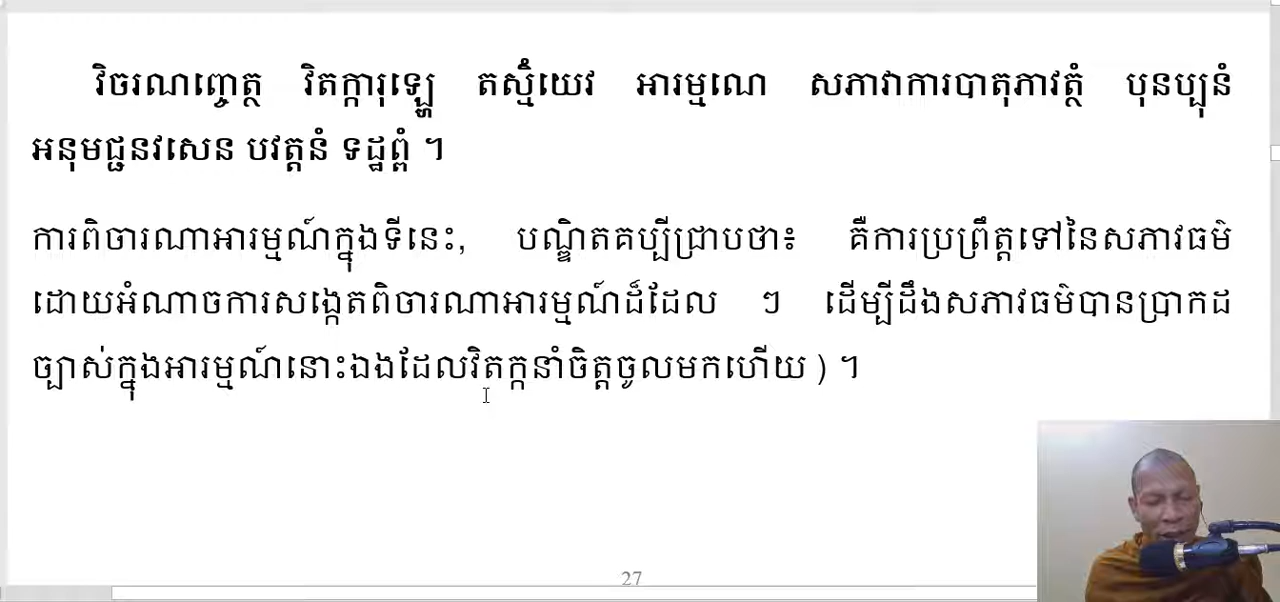 វិចរណញ្ចេត្ថ វិតក្ការុឡ្ហេ តស្មិំយេវ អារម្មណេ សភាវាការបាតុភាវត្ថំ បុនប្បុនំ
អនុមជ្ជនវសេន បវត្តនំ ទដ្ឋព្ពំ ។
ការពិចារណាអារម្មណ៍ក្នុងទីនេះ, បណ្ឌិតគប្បីជ្រាបថា៖ គឺការប្រព្រឹត្តទៅនៃសភាវធម៌
ដោយអំណាចការសង្កេតពិចារណាអារម្មណ៍ដ៏ដែល ៗ ដើម្បីដឹងសភាវធម៌បានប្រាកដ
ច្បាស់ក្នុងអារម្មណ៍នោះឯងដែលវិតក្កនាំចិត្តចូលមកហើយ ) ។
27